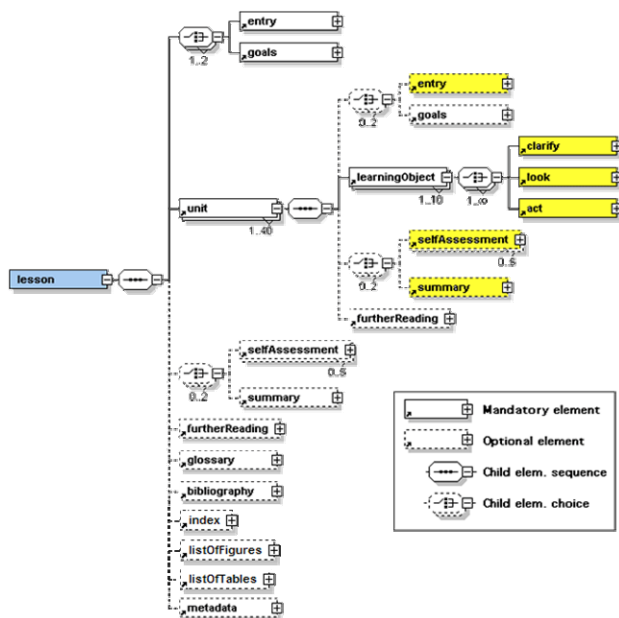 entry
goals
1..2
entry
goals
0..2
clarify
learningObject
look
1..10
1..∞
act
unit
1..40
selfAssessment
0..5
0..2
summary
furtherReading
lesson
selfAssessment
0..5
0..2
summary
furtherReading
glossary
bibliography
index
listOfFigures
listOfTables
metadata
Mandatory element
Optional element
Child elem. sequence
Child elem. choice